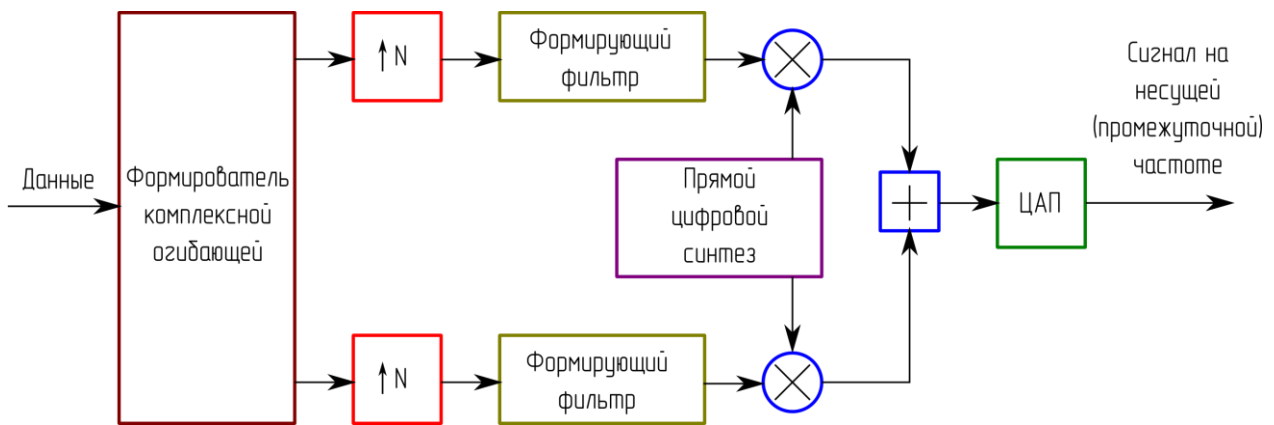 Данные
Формирователь
комплексной
огибающей
↑N
Формирующий
фильтр
↑N
Формирующий
фильтр
Прямой
цифровой
синтез
+
ЦАП
Сигнал на
несущей
(промежуточной)
частоте